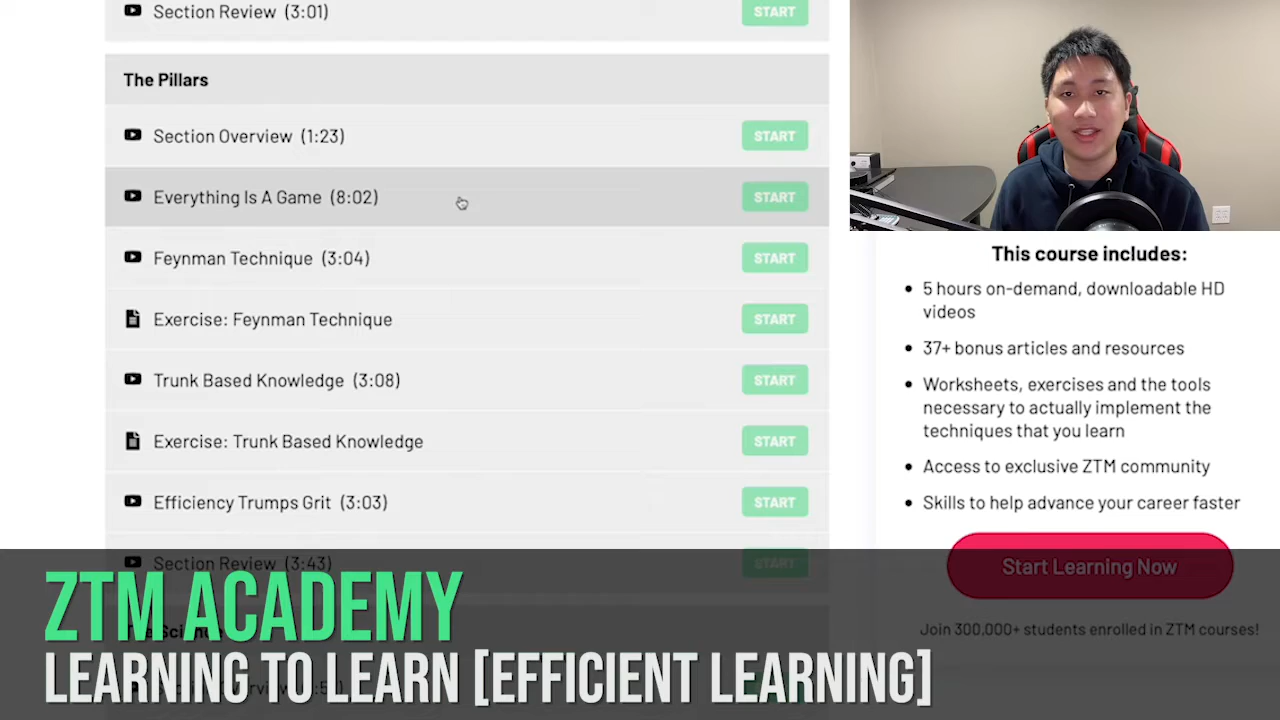 Section Review (3:01)
START
The Pillars
Section Overview (1:23)
START
Everything Is A Game (8:02)
START
Feynman Technique (3:04)
START
Exercise: Feynman Technique
START
Trunk Based Knowledge (3:08)
START
Exercise: Trunk Based Knowledge
START
Efficiency Trumps Grit (3:03)
START
Section Review (3:43)
START
This course includes:
5 hours on-demand, downloadable HD
videos
37+ bonus articles and resources
Worksheets, exercises and the tools
necessary to actually implement the
techniques that you learn
Access to exclusive ZTM community
Skills to help advance your career faster
Start Learning Now
Join 300,000+ students enrolled in ZTM courses!
ZTM ACADEMY
LEARNING TO LEARN [EFFICIENT LEARNING]